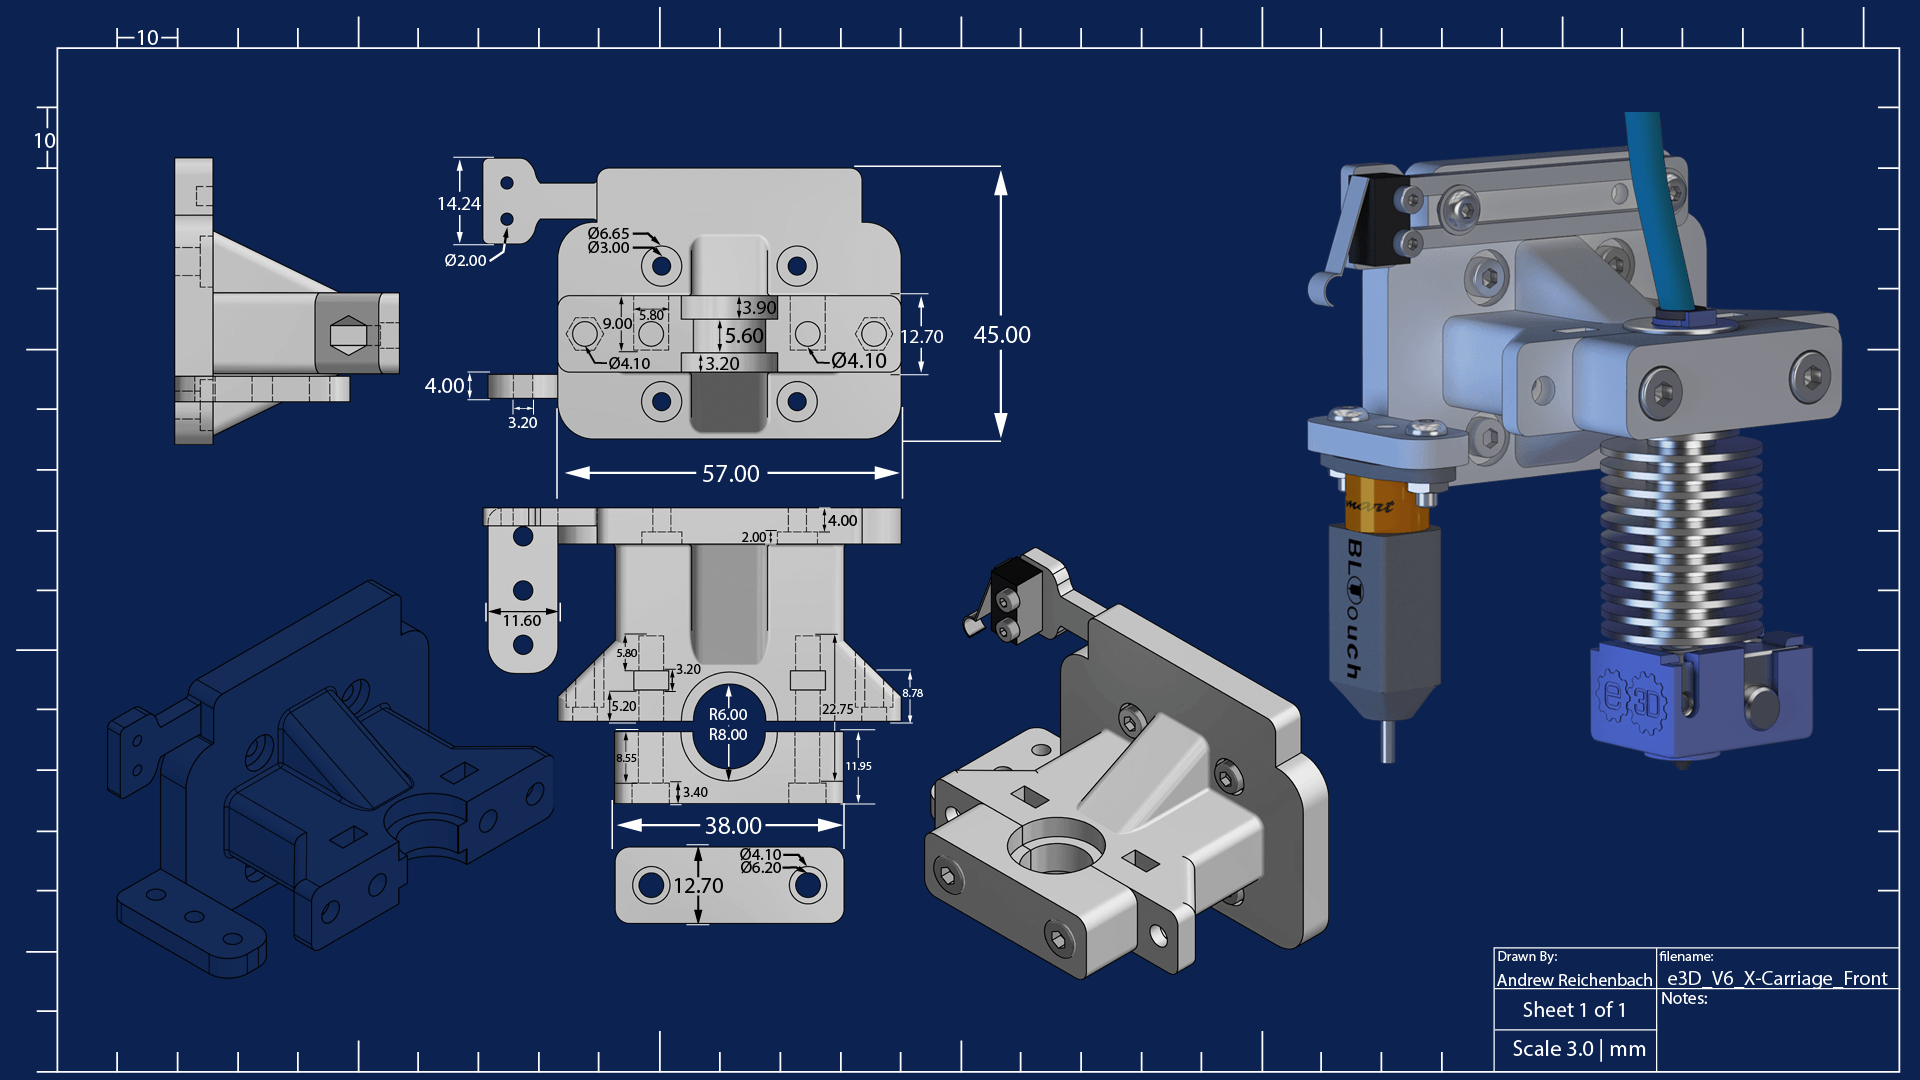 10
10
14.24
Ø2.00
Ø6.65
Ø3.00
3.90
9.00
5.80
5.60
12.70
45.00
Ø4.10
3.20
Ø4.10
4.00
3.20
57.00
4.00
2.00
11.60
5.80
3.20
8.78
5.20
R6.00
22.75
R8.00
8.55
11.95
3.40
38.00
Ø4.10
Ø6.20
12.70
mart
BLTouch
e3D
Drawn By:
Andrew Reichenbach
filename:
e3D_V6_X-Carriage_Front
Sheet 1 of 1
Notes:
Scale 3.0 | mm